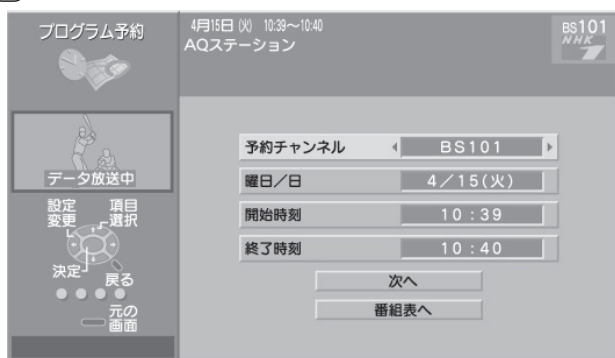 プログラム予約
4月15日 (火) 10:39～10:40
AQステーション
BS101
NHK
データ放送中
予約チャンネル
BS101
曜日／日
4／15(火)
開始時刻
10:39
終了時刻
10:40
次へ
番組表へ
設定
変更
項目
選択
決定
戻る
元の
画面